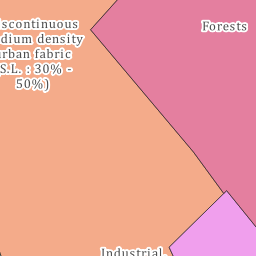 scontinuous
dium density
rban fabric
S.L. : 30% -
50%)
Forests
Industrial,